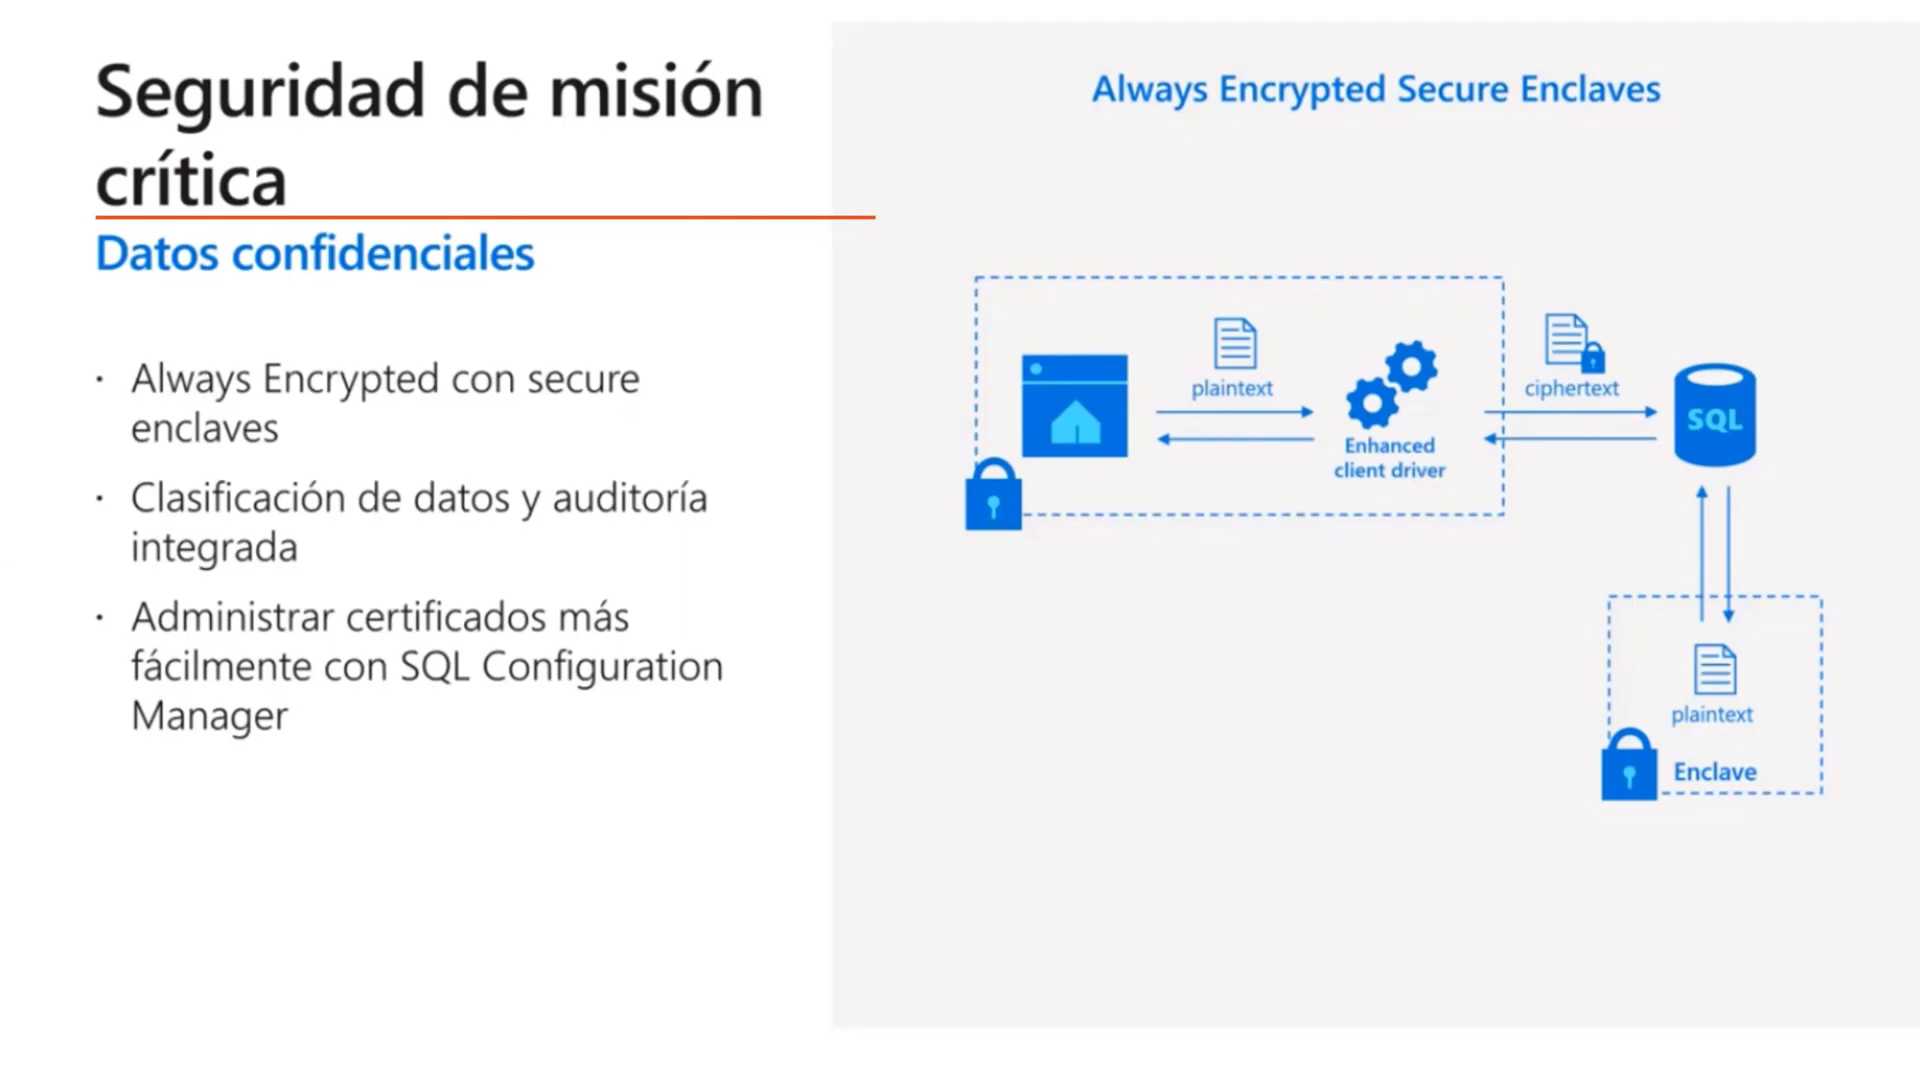 Seguridad de misión
crítica
Datos confidenciales
· Always Encrypted con secure
enclaves
· Clasificación de datos y auditoría
integrada
· Administrar certificados más
fácilmente con SQL Configuration
Manager
Always Encrypted Secure Enclaves
plaintext
Enhanced
client driver
ciphertext
SQL
plaintext
Enclave